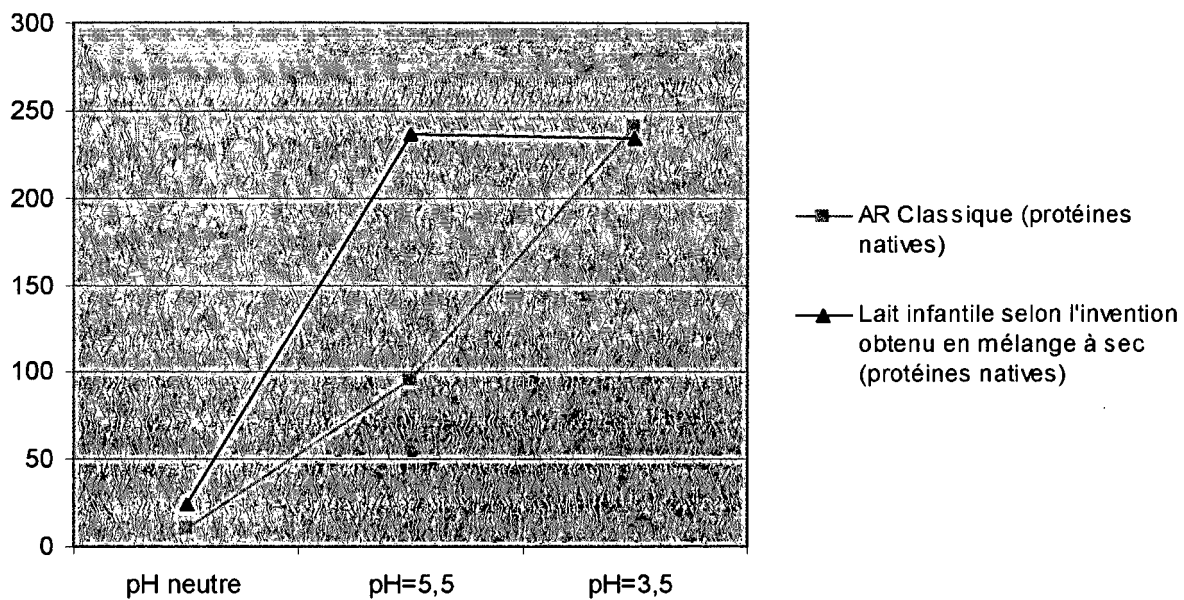 300
250
200
150
100
50
0
pH neutre
pH=5,5
pH=3,5
AR Classique (protéines
natives)
Lait infantile selon l'invention
obtenu en mélange à sec
(protéines natives)